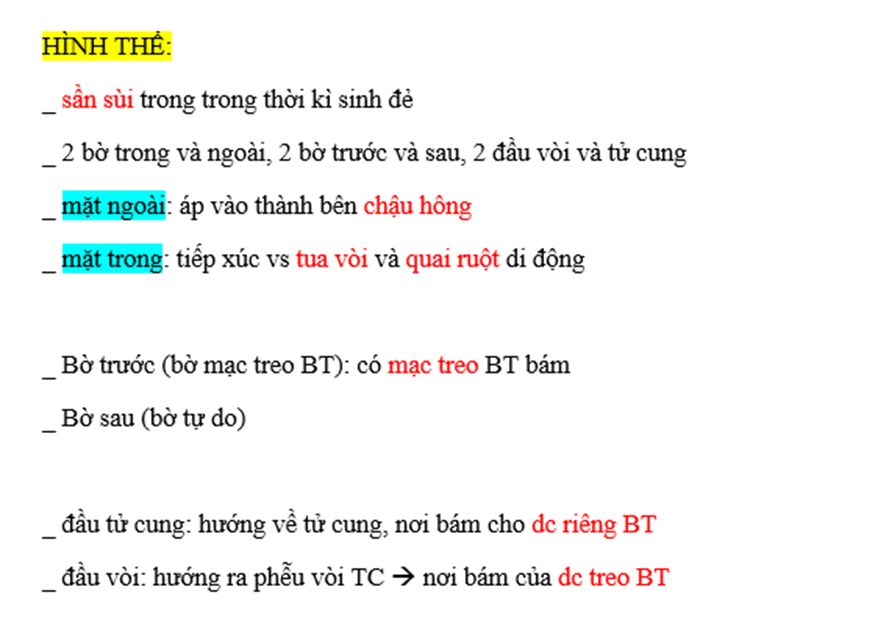 HÌNH THỂ:
_ sần sùi trong trong thời kì sinh đẻ
_ 2 bờ trong và ngoài, 2 bờ trước và sau, 2 đầu vòi và tử cung
_ mặt ngoài: áp vào thành bên chậu hông
_ mặt trong: tiếp xúc vs tua vòi và quai ruột di động
_ Bờ trước (bờ mạc treo BT): có mạc treo BT bám
_ Bờ sau (bờ tự do)
_ đầu tử cung: hướng về tử cung, nơi bám cho dc riêng BT
_ đầu vòi: hướng ra phễu vòi TC → nơi bám của dc treo BT